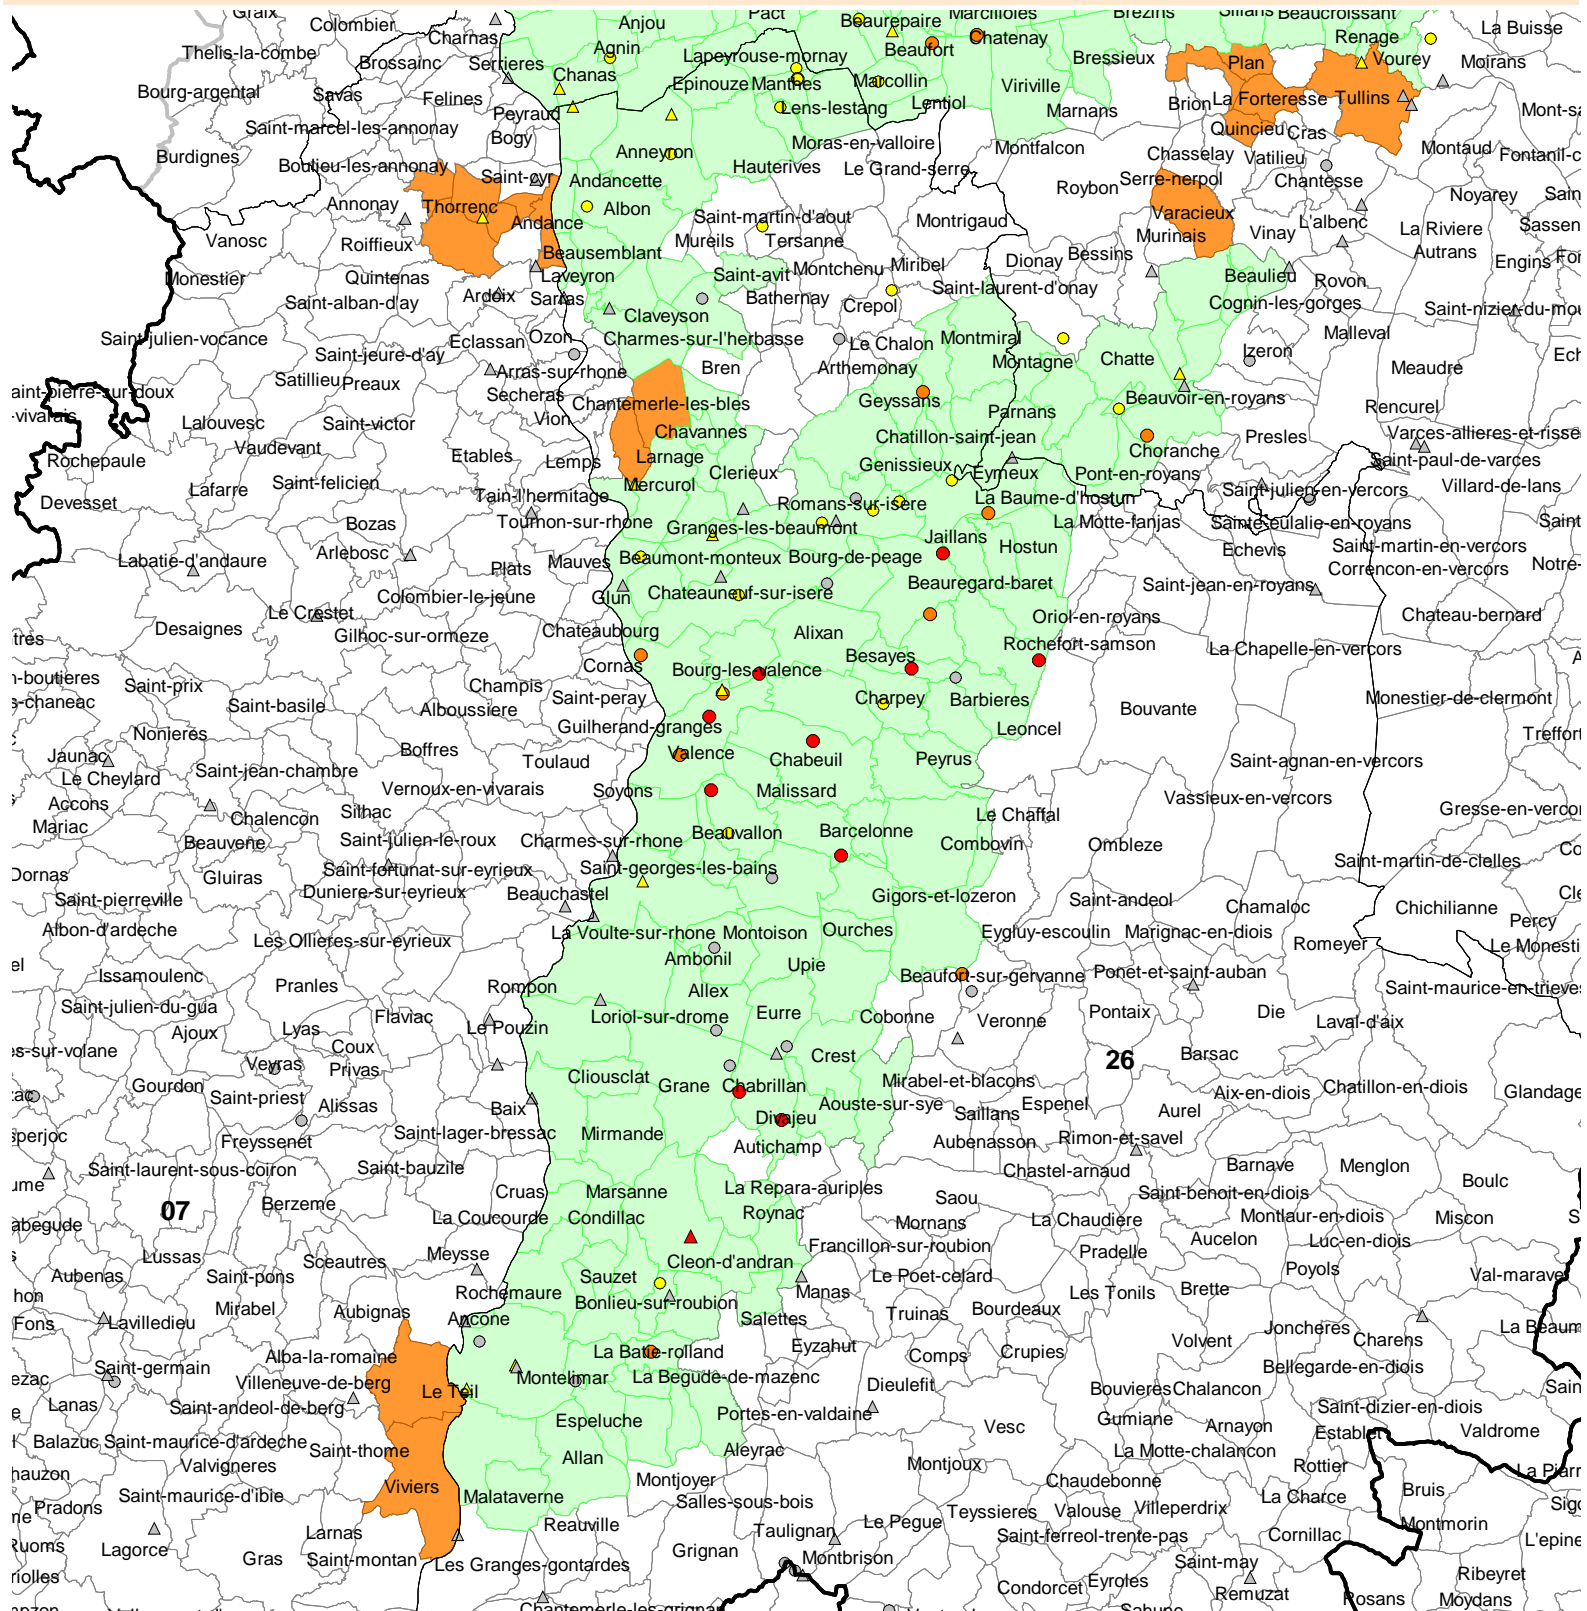 Graix
Colombier
Anjou
Pact
Beaurepaire
Marcilloles
Brezins
Sillans
Beaucroissant
La Buisse
Charnas
Thelis-la-combe
Brossainc
Serrieres
Agnin
Lapeyrouse-mornay
Beaufort
Chatenay
Bressieux
Renage
Plan
Vourey
Moirans
Bourg-argental
Savas
Felines
Chanas
Epinouze
Manthes
Marcollin
Viriville
Peyraud
Lens-lestang
Lentiol
Marnans
Brion
La Forteresse
Tullins
Saint-marcel-les-annonay
Bogy
Moras-en-valloire
Montfalcon
Quincieu
Cras
Burdignes
Boulieu-les-annonay
Anneyron
Hauterives
Le Grand-serre
Chasselay
Vatilieu
Montaud
Saint-cyr
Andancette
Roybon
Serre-nerpol
Chantesse
Noyarey
Annonay
Thorrenc
Andance
Albon
Saint-martin-d'aout
Montrigaud
Varacieux
L'albenc
La Riviere
Vanosc
Roiffieux
Mureils
Tersanne
Murinais
Vinay
Autrans
Beausemblant
Dionay
Bessins
Engins
Monestier
Quintenas
Laveyron
Saint-avit
Montchenu
Miribel
Beaulieu
Rovon
Saint-alban-d'ay
Ardoix
Sarras
Bathernay
Crepol
Saint-laurent-d'onay
Cognin-les-gorges
Claveyson
Malleval
Saint-julien-vocance
Eclassan
Ozon
Charmes-sur-l'herbasse
Le Chalon
Montmiral
Saint-jeure-d'ay
Arras-sur-rhone
Bren
Arthemonay
Montagne
Chatte
Izeron
Meaudre
Satillieu
Preaux
Secheras
Chantemerle-les-bles
Geyssans
Parnans
Beauvoir-en-royans
Rencurel
Lalouvesc
Saint-victor
Vion
Chavannes
Chatillon-saint-jean
Presles
Vaudevant
Rochepaule
Etables
Lemps
Larnage
Clerieux
Genissieux
Eymeux
Pont-en-royans
Choranche
Saint-paul-de-varces
Devesset
Lafarre
Saint-felicien
Tain-l'hermitage
Mercurol
Romans-sur-isere
La Baume-d'hostun
Saint-julien-en-vercors
Villard-de-lans
Bozas
Tournon-sur-rhone
Granges-les-beaumont
La Motte-fanjas
Sainte-eulalie-en-royans
Arlebosc
Jaillans
Hostun
Echevis
Saint-martin-en-vercors
Labatie-d'andaure
Plats
Mauves
Beaumont-monteux
Bourg-de-peage
Correncon-en-vercors
Colombier-le-jeune
Glun
Chateauneuf-sur-isere
Beauregard-baret
Saint-jean-en-royans
Le Crestet
Oriol-en-royans
Chateau-bernard
Desaignes
Gilhoc-sur-ormeze
Chateaubourg
Alixan
Rochefort-samson
La Chapelle-en-vercors
Cornas
Bourg-les-valence
Besayes
Saint-prix
Champis
Saint-peray
Charpey
Barbieres
Monestier-de-clermont
Saint-basile
Alboussiere
Guilherand-granges
Bouvante
Leoncel
Nonieres
Boffres
Valence
Chabeuil
Peyrus
Jaunac
Le Cheylard
Saint-jean-chambre
Toulaud
Saint-agnan-en-vercors
Accons
Vernoux-en-vivarais
Soyons
Malissard
Vassieux-en-vercors
Mariac
Chalencon
Silhac
Le Chaffal
Beauvene
Saint-julien-le-roux
Charmes-sur-rhone
Beauvallon
Barcelonne
Combovin
Ombleze
Saint-martin-de-clelles
Gluiras
Saint-fortunat-sur-eyrieux
Saint-georges-les-bains
Saint-pierreville
Duniere-sur-eyrieux
Beauchastel
Gigors-et-lozeron
Saint-andeol
Chamaloc
Chichilianne
Percy
Albon-d'ardeche
Les Ollieres-sur-eyrieux
La Voulte-sur-rhone
Montoison
Ourches
Eygluy-escoulin
Marignac-en-diois
Romeyer
Issamoulenc
Pranles
Rompon
Ambonil
Upie
Beaufort-sur-gervanne
Ponet-et-saint-auban
Saint-julien-du-gua
Flaviac
Allex
Eurre
Cobonne
Veronne
Pontaix
Die
Laval-d'aix
Ajoux
Lyas
Le Pouzin
Loriol-sur-drome
Coux
Crest
26
Barsac
Veyras
Privas
Gourdon
Saint-priest
Alissas
Baix
Cliousclat
Grane
Chabrillan
Mirabel-et-blacons
Aix-en-diois
Chatillon-en-diois
Aouste-sur-sye
Saillans
Espenel
Aurel
Freyssenet
Saint-lager-bressac
Mirmande
Divajeu
Autichamp
Aubenasson
Rimon-et-savel
Saint-laurent-sous-coiron
Saint-bauzile
Chastel-arnaud
Barnave
Menglon
Boulc
07
Berzeme
Cruas
Marsanne
La Repara-auriples
Saou
Saint-benoit-en-diois
La Coucourde
Condillac
Roynac
Mornans
La Chaudiere
Montlaur-en-diois
Miscon
Lussas
Sceautres
Meysse
Cleon-d'andran
Francillon-sur-roubion
Pradelle
Aucelon
Luc-en-diois
Aubenas
Saint-pons
Rochemaure
Sauzet
Manas
Le Poet-celard
Les Tonils
Brette
Poyols
Mirabel
Aubignas
Ancone
Bonlieu-sur-roubion
Salettes
Truinas
Bourdeaux
Lavilledieu
Volvent
Joncheres
Charens
Saint-germain
Alba-la-romaine
La Batie-rolland
Eyzahut
Comps
Crupies
Bellegarde-en-diois
Villeneuve-de-berg
Le Teil
Montelimar
La Begude-de-mazenc
Dieulefit
Bouvieres
Chalancon
Lanas
Saint-andeol-de-berg
Espeluche
Portes-en-valdaine
Vesc
Gumiane
Arnayon
Saint-dizier-en-diois
Establet
Valdrome
Balazuc
Saint-maurice-d'ardeche
Saint-thome
Allan
Aleyrac
La Motte-chalancon
Valvigneres
Viviers
Montjoyer
Montjoux
Chaudebonne
Rottier
Saint-maurice-d'ibie
Malataverne
Salles-sous-bois
Teyssieres
Valouse
Villeperdrix
La Charce
Bruis
Pradons
Larnas
Reauville
Taulignan
Le Pegue
Saint-ferreol-trente-pas
Cornillac
Montmorin
Lagorce
Gras
Saint-montan
Les Granges-gontardes
Grignan
Montbrison
Saint-may
Condorcet
Eyroles
Remuzat
Rosans
Ribeyret
Moydans